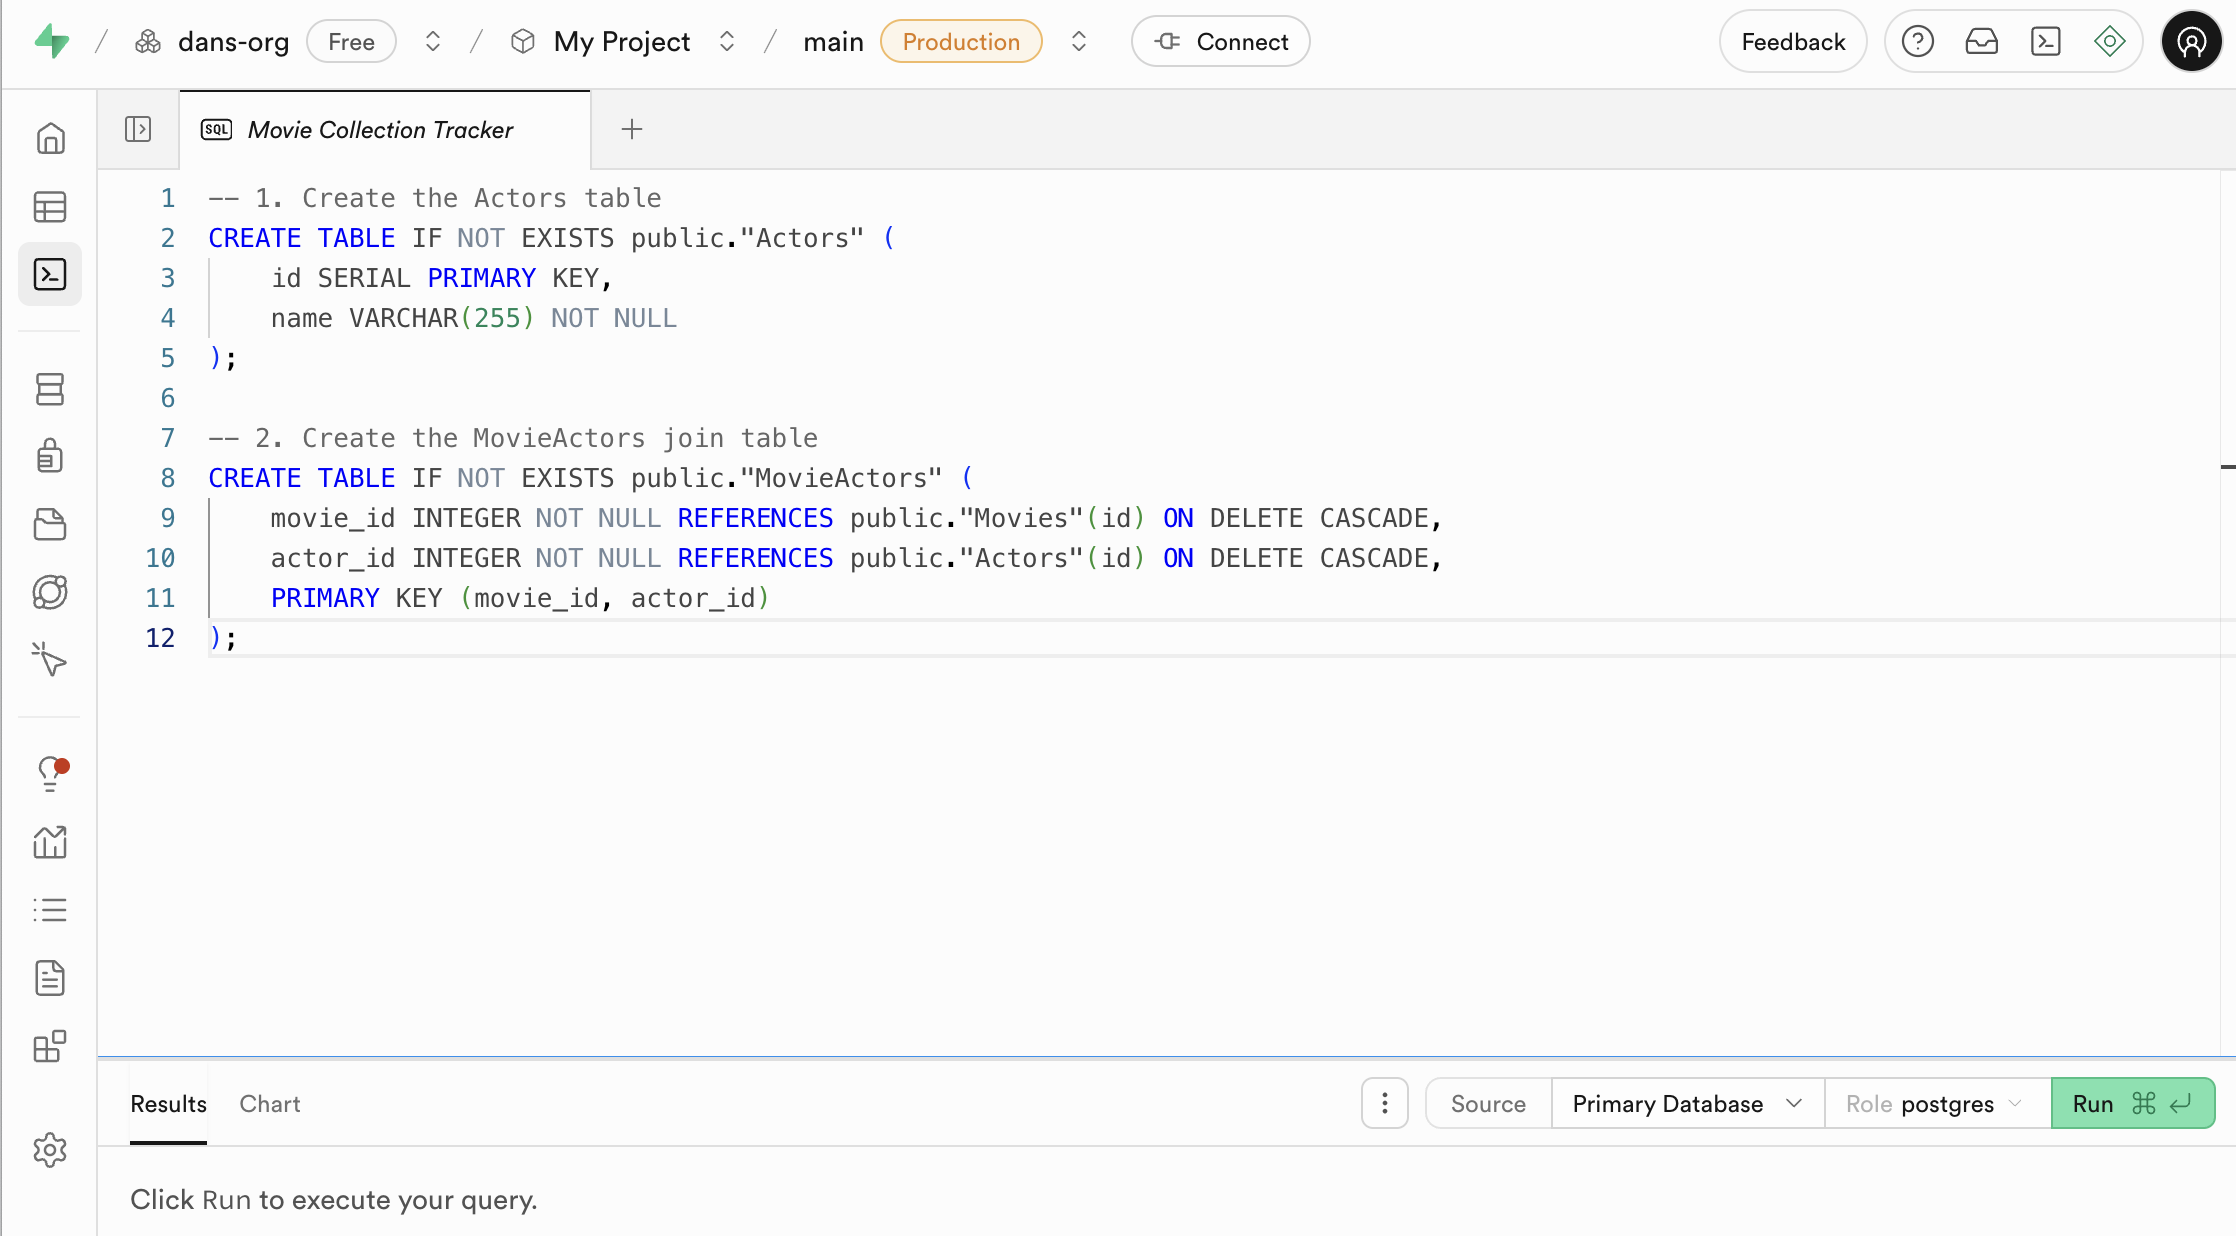 dans-org Free My Project main Production Connect Feedback
SQL Movie Collection Tracker
1 -- 1. Create the Actors table
2 CREATE TABLE IF NOT EXISTS public."Actors" (
3 id SERIAL PRIMARY KEY,
4 name VARCHAR(255) NOT NULL
5 );
6
7 -- 2. Create the MovieActors join table
8 CREATE TABLE IF NOT EXISTS public."MovieActors" (
9 movie_id INTEGER NOT NULL REFERENCES public."Movies"(id) ON DELETE CASCADE,
10 actor_id INTEGER NOT NULL REFERENCES public."Actors"(id) ON DELETE CASCADE,
11 PRIMARY KEY (movie_id, actor_id)
12 );
Results Chart Source Primary Database Role postgres Run ⌘
Click Run to execute your query.